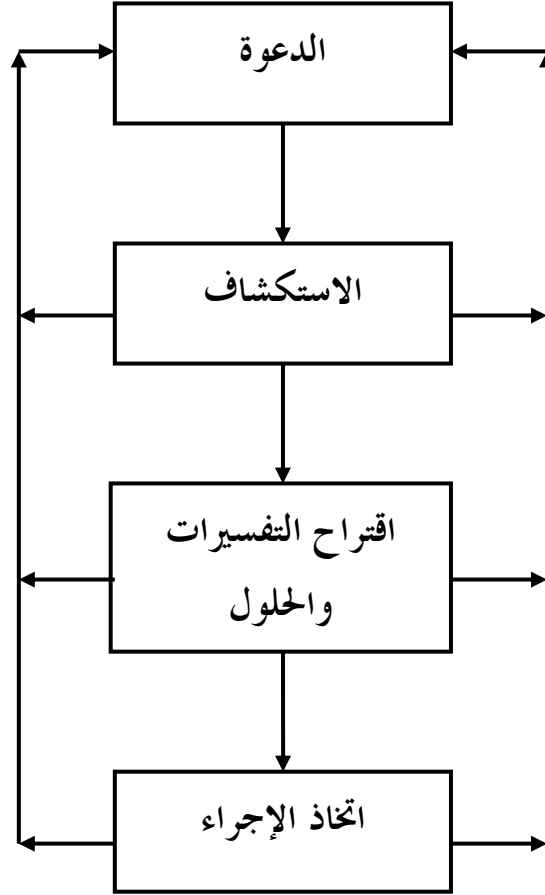 الدعوة
الاستكشاف
اقتراح التفسيرات
والحلول
اتخاذ الإجراء